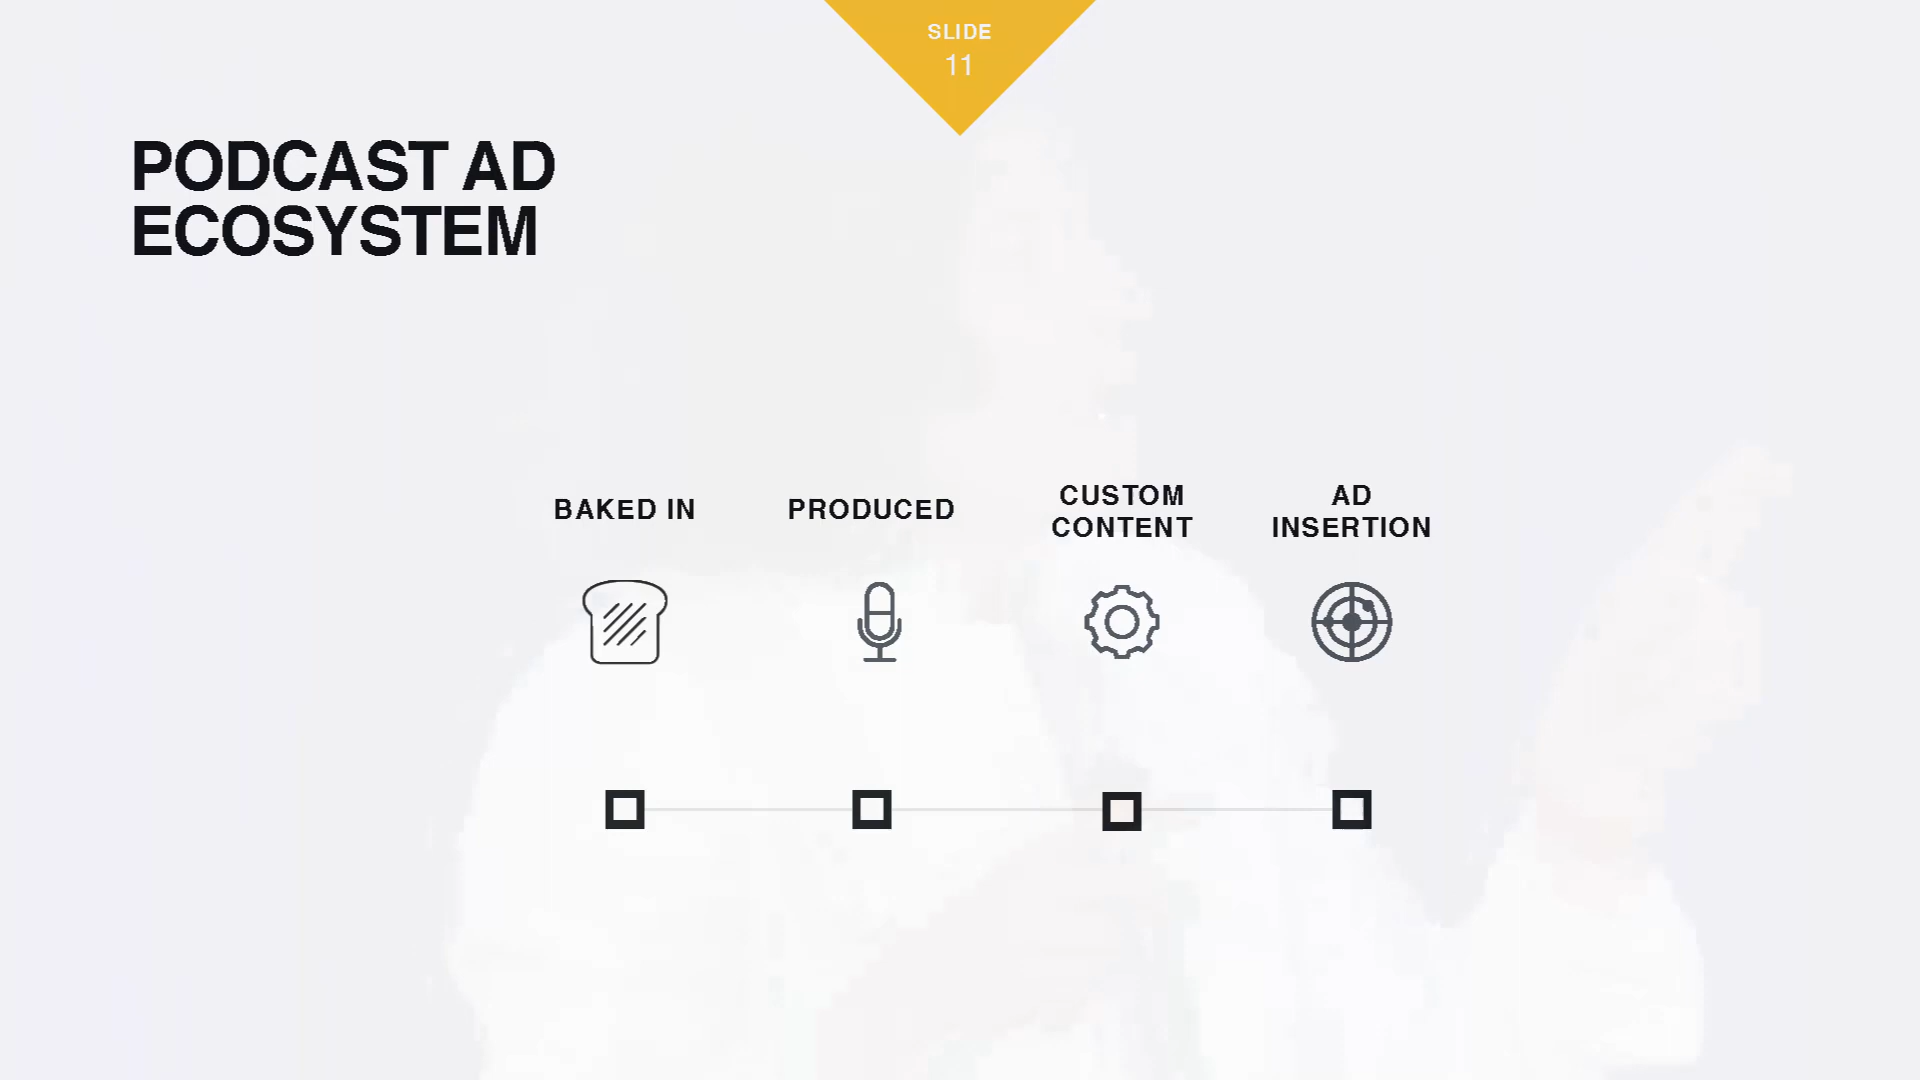 SLIDE
11
PODCAST AD
ECOSYSTEM
BAKED IN
PRODUCED
CUSTOM
CONTENT
AD
INSERTION